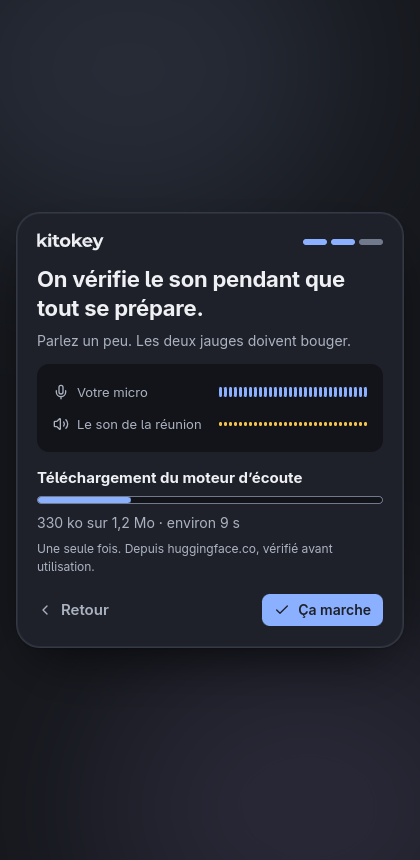 kitokey
On vérifie le son pendant que
tout se prépare.
Parlez un peu. Les deux jauges doivent bouger.
Votre micro
Le son de la réunion
Téléchargement du moteur d’écoute
330 ko sur 1,2 Mo · environ 9 s
Une seule fois. Depuis huggingface.co, vérifié avant
utilisation.
Retour
Ça marche